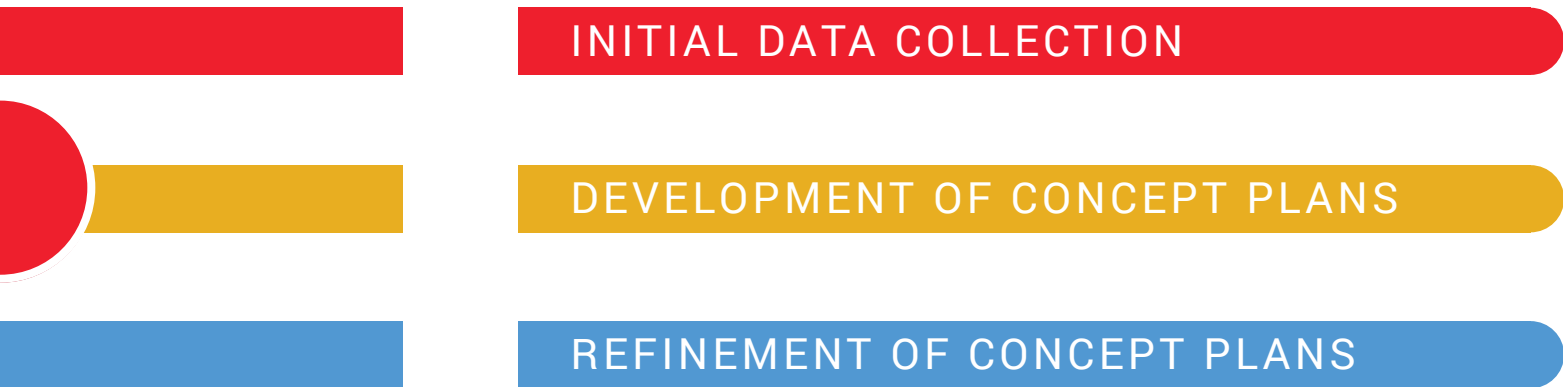 INITIAL DATA COLLECTION
DEVELOPMENT OF CONCEPT PLANS
REFINEMENT OF CONCEPT PLANS